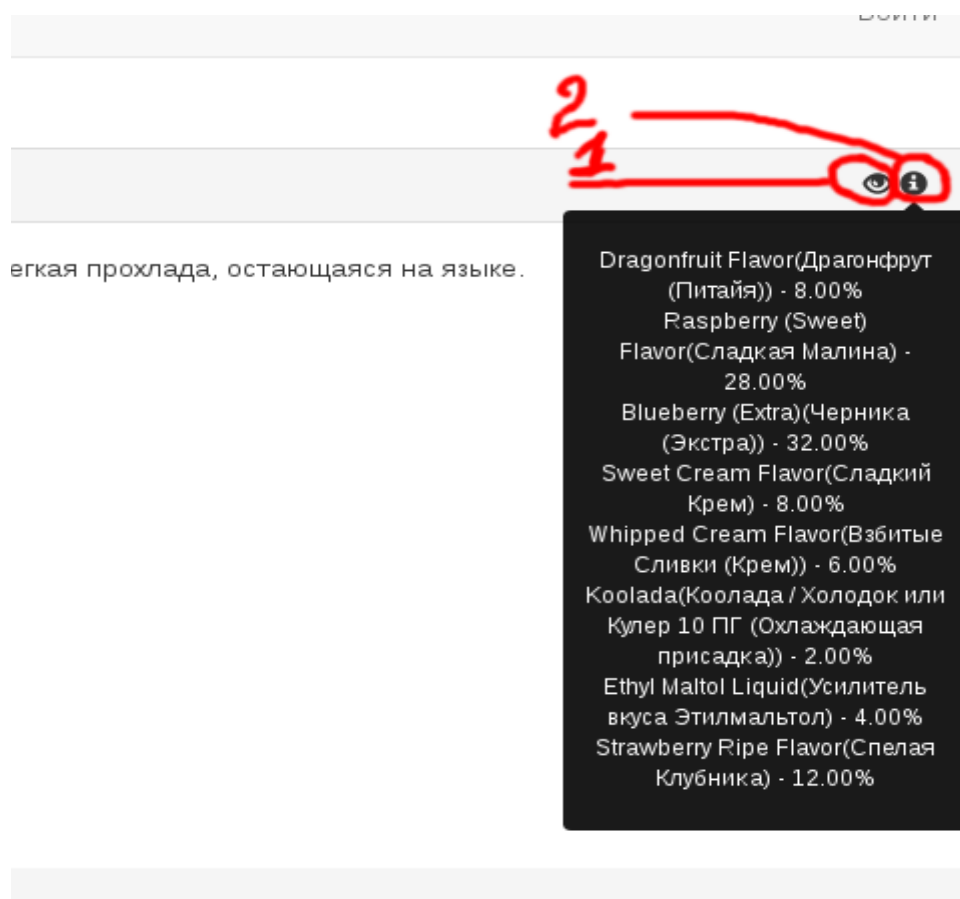 2
1
егкая прохлада, остающаяся на языке.
Dragonfruit Flavor(Драгонфрут
(Питайя)) - 8.00%
Raspberry (Sweet)
Flavor(Сладкая Малина) -
28.00%
Blueberry (Extra)(Черника
(Экстра)) - 32.00%
Sweet Cream Flavor(Сладкий
Крем) - 8.00%
Whipped Cream Flavor(Взбитые
Сливки (Крем)) - 6.00%
Koolada(Коолада / Холодок или
Кулер 10 ПГ (Охлаждающая
присадка)) - 2.00%
Ethyl Maltol Liquid(Усилитель
вкуса Этилмальтол) - 4.00%
Strawberry Ripe Flavor(Спелая
Клубника) - 12.00%